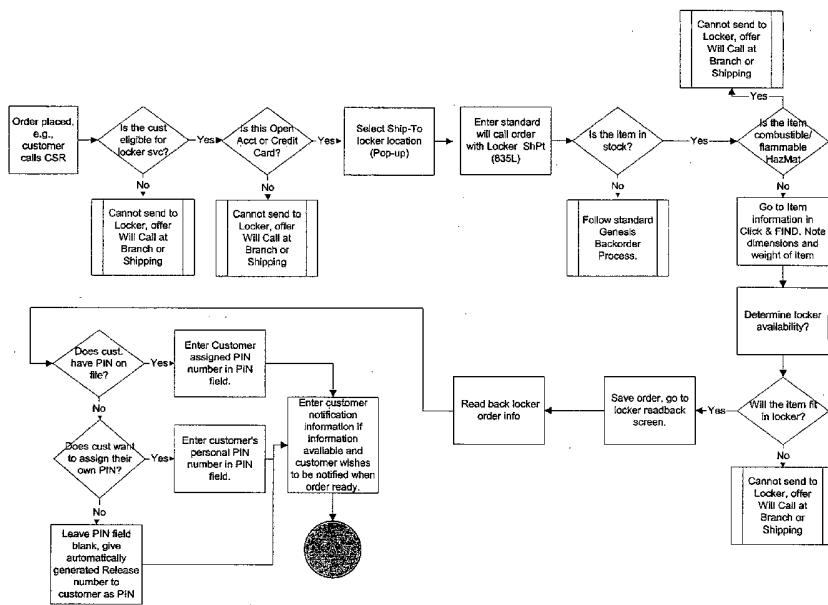 Cannot send to
Locker, offer
Will Call at
Branch or
Shipping
Yes
Order placed,
e.g.,
customer
calls CSR
Is the cust
eligible for
locker svc?
Yes
Is this Open
Acct or Credit
Card?
Yes
Select Ship-To
locker location
(Pop-up)
Enter standard
will call order
with Locker ShPt
(835L)
Is the item in
stock?
Yes
Is the Item
combustible/
flammable
HazMat
No
Cannot send to
Locker, offer
Will Call at
Branch or
Shipping
No
Cannot send to
Locker, offer
Will Call at
Branch or
Shipping
No
Follow standard
Genesis
Backorder
Process.
No
Go to Item
information in
Click & FIND. Note
dimensions and
weight of item
Determine locker
availability?
Will the item fit
in locker?
Yes
Save order, go to
locker readback
screen.
Read back locker
order info
No
Cannot send to
Locker, offer
Will Call at
Branch or
Shipping
Does cust.
have PIN on
file?
Yes
Enter Customer
assigned PIN
number in PIN
field.
No
Does cust want
to assign their
own PIN?
Yes
Enter customer's
personal PIN
number in PIN
field.
Enter customer
notification
information if
information
available and
customer wishes
to be notified when
order ready.
No
Leave PIN field
blank, give
automatically
generated Release
number to
customer as PIN